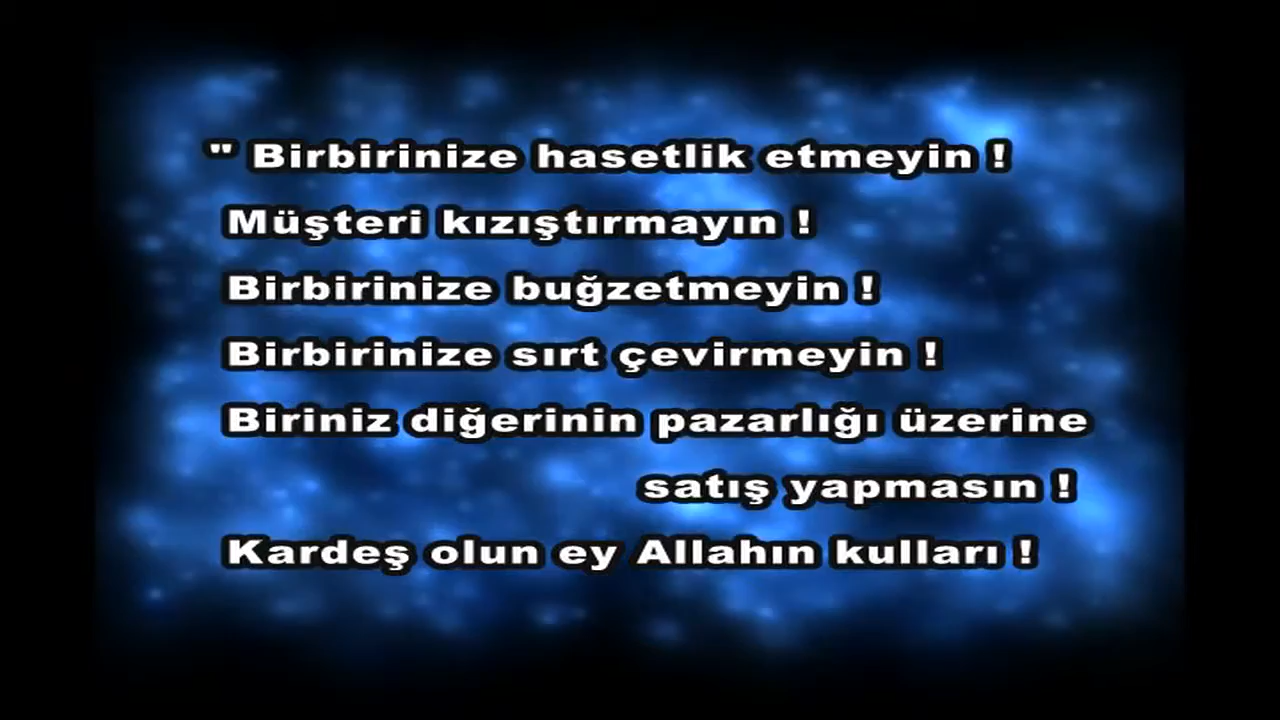 " Birbirinize hasetlik etmeyin !
Müşteri kızıştırmayın !
Birbirinize buğzetmeyin !
Birbirinize sırt çevirmeyin !
Biriniz diğerinin pazarlığı üzerine
satış yapmasın !
Kardeş olun ey Allahın kulları !